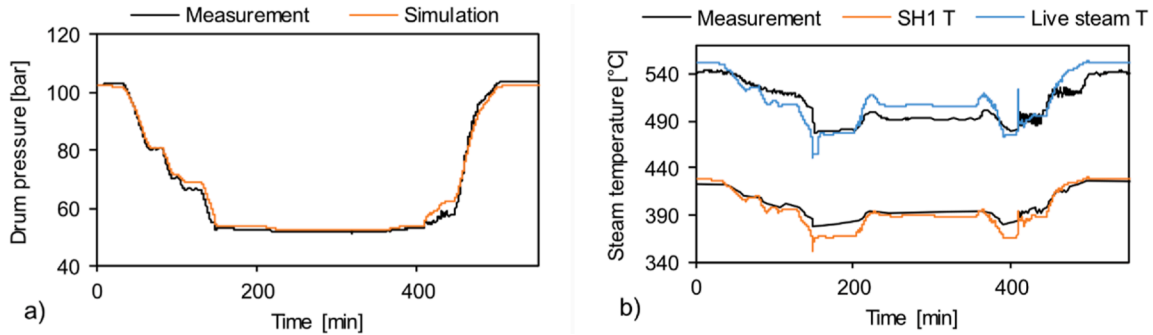 Measurement Simulation
120
100
80
60
40
0 200 400
Drum pressure [bar]
Time [min]
a)
Measurement SH1 T Live steam T
540
490
440
390
340
0 200 400
Steam temperature [°C]
Time [min]
b)